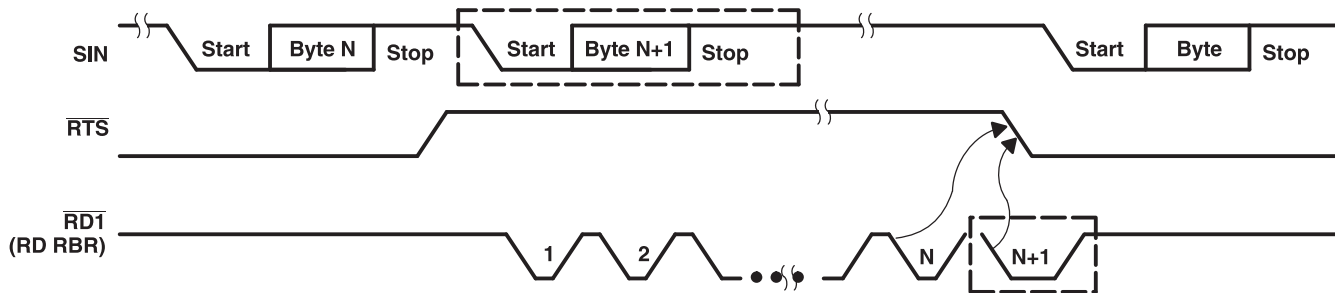 SIN
Start
Byte N
Stop
Start
Byte N+1
Stop
Start
Byte
Stop
RTS
RD1
(RD RBR)
1
2
N
N+1